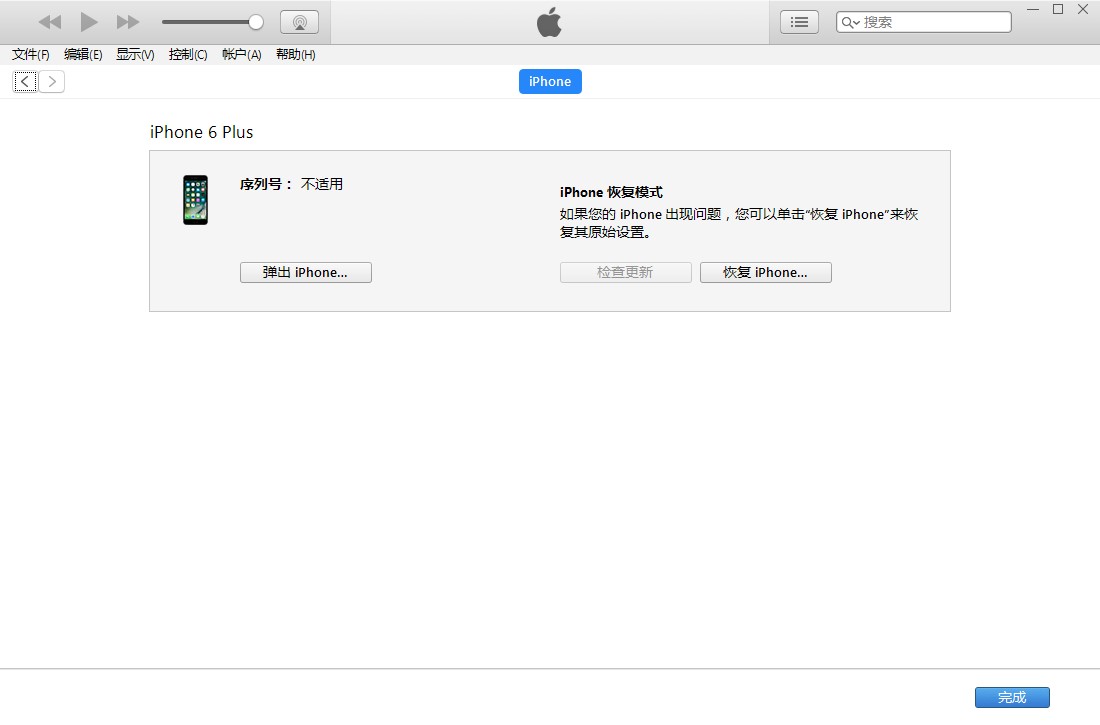 搜索
文件(F) 编辑(E) 显示(V) 控制(C) 帐户(A) 帮助(H)
iPhone
iPhone 6 Plus
序列号： 不适用
iPhone 恢复模式
如果您的 iPhone 出现问题，您可以单击“恢复 iPhone”来恢
复其原始设置。
弹出 iPhone... 检查更新 恢复 iPhone...
完成